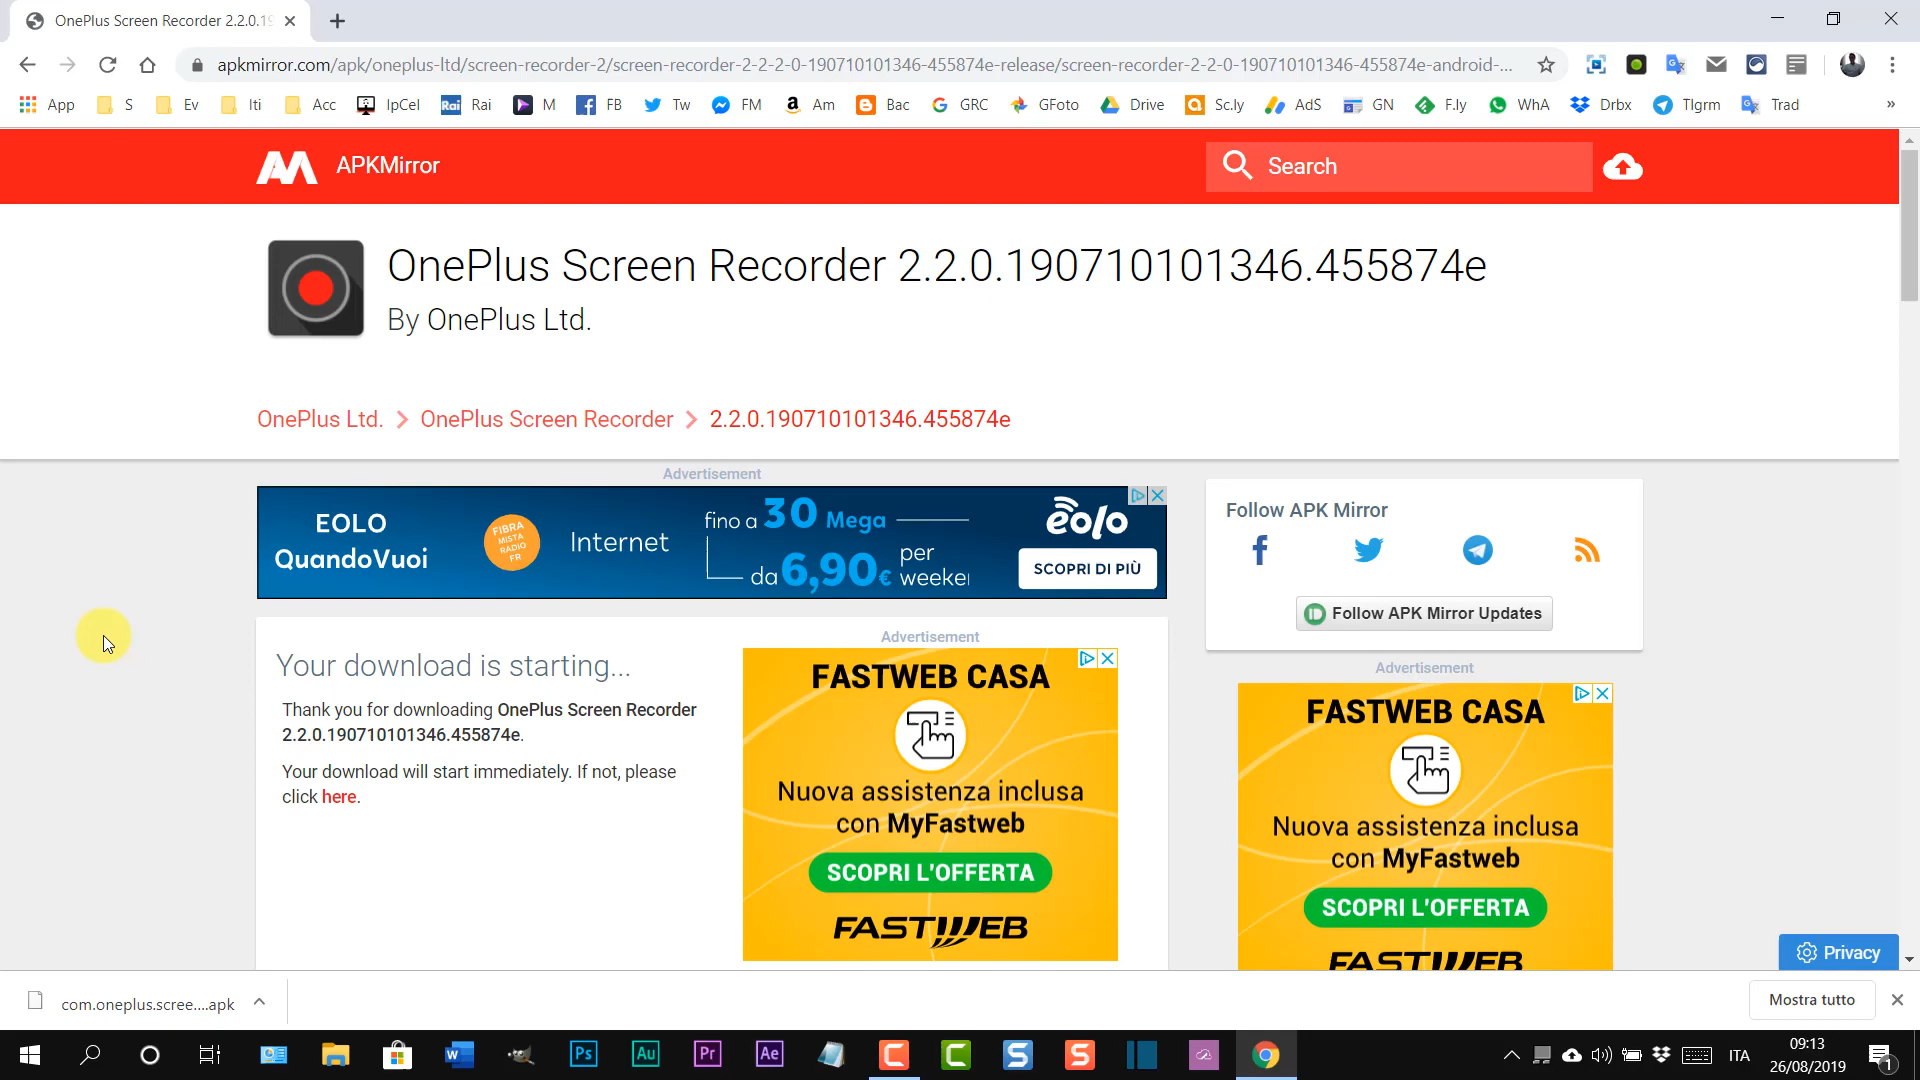 OnePlus Screen Recorder 2.2.0.19
apkmirror.com/apk/oneplus-ltd/screen-recorder-2/screen-recorder-2-2-2-0-190710101346-455874e-release/screen-recorder-2-2-0-190710101346-455874e-android-...
App S Ev Iti Acc IpCel Rai Rai M FB Tw FM Am Bac GRC GFoto Drive Sc.ly AdS GN F.ly WhA Drbx Tlgrm Trad »
APKMirror
Search
OnePlus Screen Recorder 2.2.0.190710101346.455874e
By OnePlus Ltd.
OnePlus Ltd. OnePlus Screen Recorder 2.2.0.190710101346.455874e
Advertisement
EOLO
QuandoVuoi
FIBRA
MISTA
RADIO
FR
Internet
fino a 30 Mega
da 6,90€ per
weeke
eolo
SCOPRI DI PIÙ
Follow APK Mirror
Follow APK Mirror Updates
Your download is starting...
Thank you for downloading OnePlus Screen Recorder
2.2.0.190710101346.455874e.
Your download will start immediately. If not, please
click here.
Advertisement
FASTWEB CASA
Nuova assistenza inclusa
con MyFastweb
SCOPRI L'OFFERTA
FASTWEB
Advertisement
FASTWEB CASA
Nuova assistenza inclusa
con MyFastweb
SCOPRI L'OFFERTA
FASTWEB
Privacy
com.oneplus.scree....apk
Mostra tutto
Ps Au Pr Ae
ITA
09:13
26/08/2019
1